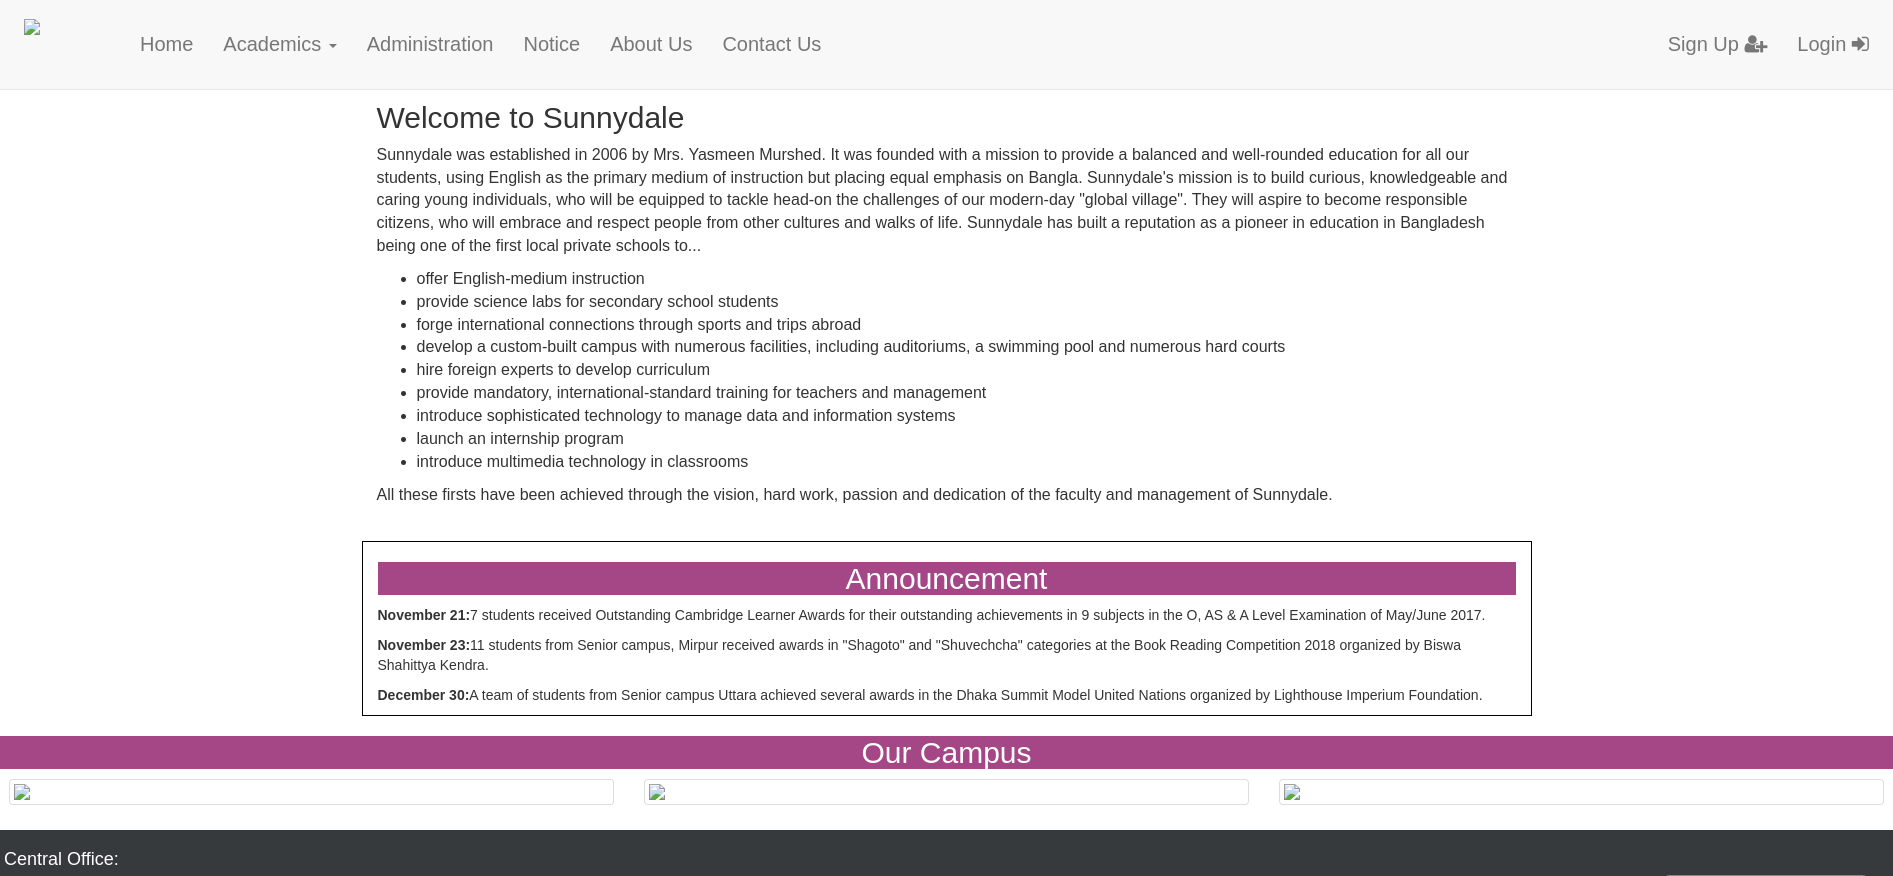 Home Academics Administration Notice About Us Contact Us Sign Up Login
Welcome to Sunnydale
Sunnydale was established in 2006 by Mrs. Yasmeen Murshed. It was founded with a mission to provide a balanced and well-rounded education for all our
students, using English as the primary medium of instruction but placing equal emphasis on Bangla. Sunnydale's mission is to build curious, knowledgeable and
caring young individuals, who will be equipped to tackle head-on the challenges of our modern-day "global village". They will aspire to become responsible
citizens, who will embrace and respect people from other cultures and walks of life. Sunnydale has built a reputation as a pioneer in education in Bangladesh
being one of the first local private schools to...
• offer English-medium instruction
• provide science labs for secondary school students
• forge international connections through sports and trips abroad
• develop a custom-built campus with numerous facilities, including auditoriums, a swimming pool and numerous hard courts
• hire foreign experts to develop curriculum
• provide mandatory, international-standard training for teachers and management
• introduce sophisticated technology to manage data and information systems
• launch an internship program
• introduce multimedia technology in classrooms
All these firsts have been achieved through the vision, hard work, passion and dedication of the faculty and management of Sunnydale.
Announcement
November 21:7 students received Outstanding Cambridge Learner Awards for their outstanding achievements in 9 subjects in the O, AS & A Level Examination of May/June 2017.
November 23:11 students from Senior campus, Mirpur received awards in "Shagoto" and "Shuvechcha" categories at the Book Reading Competition 2018 organized by Biswa
Shahittya Kendra.
December 30:A team of students from Senior campus Uttara achieved several awards in the Dhaka Summit Model United Nations organized by Lighthouse Imperium Foundation.
Our Campus
Central Office: